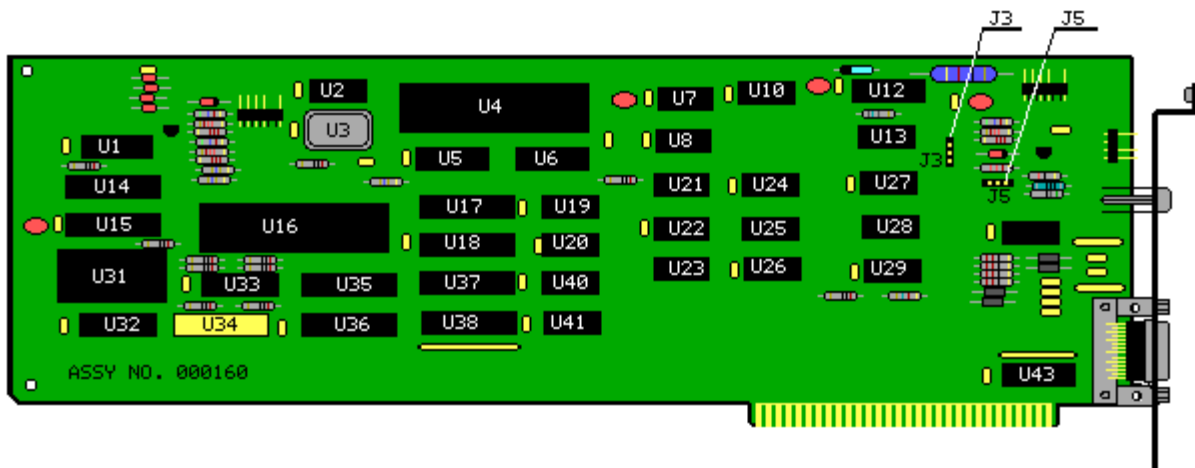 J3 J5
U2 U4 U7 U10 U12
U3
U1 U5 U6 U8 U13
J3
U14 U17 U19 U21 U24 U27
J5
U15 U16 U18 U20 U22 U25 U28
U31 U33 U35 U37 U40 U23 U26 U29
U32 U34 U36 U38 U41
ASSY NO. 000160 U43